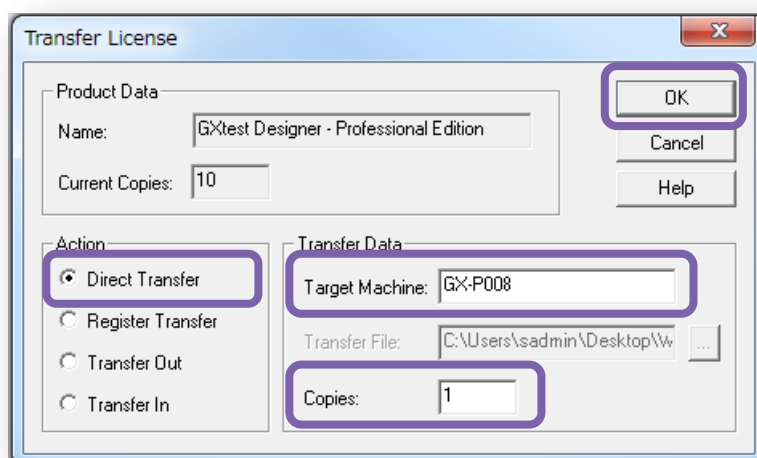 Transfer License
Product Data
Name: GXtest Designer - Professional Edition
Current Copies: 10
OK
Cancel
Help
Action
Direct Transfer
Register Transfer
Transfer Out
Transfer In
Transfer Data
Target Machine: GX-P008
Transfer File: C:\Users\sadmin\Desktop\W ...
Copies: 1